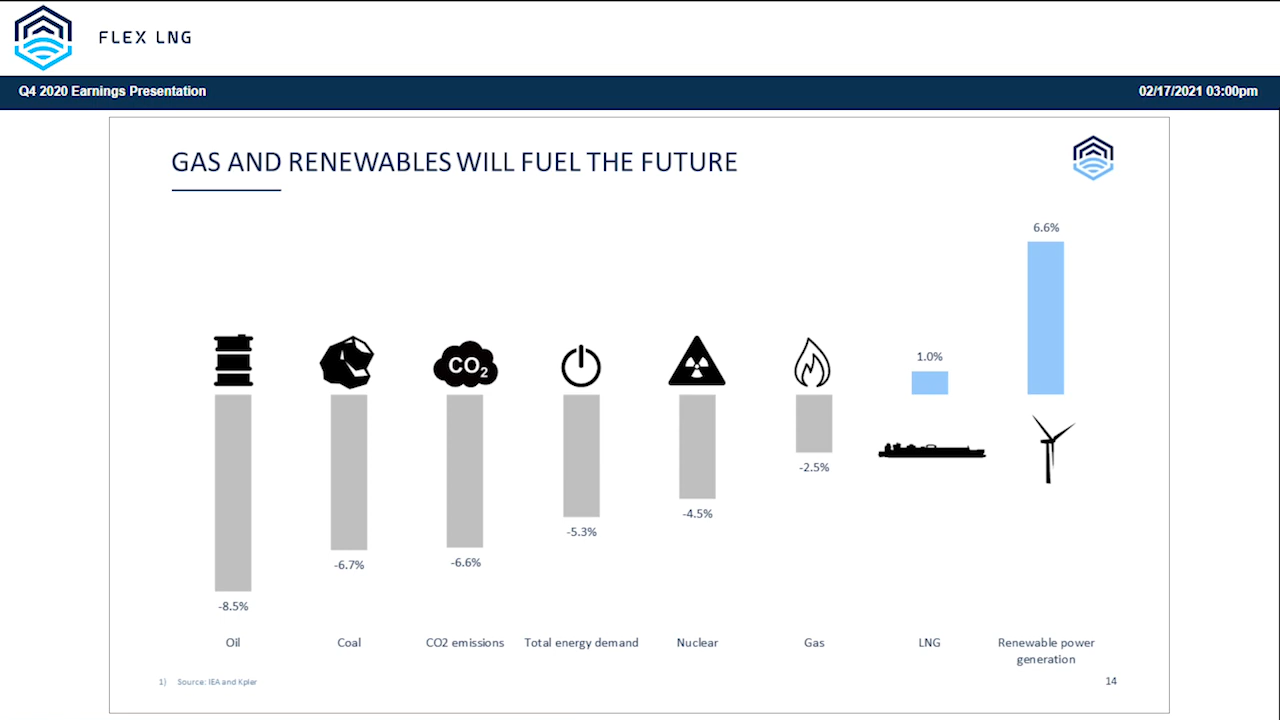 FLEX LNG
Q4 2020 Earnings Presentation
02/17/2021 03:00pm
GAS AND RENEWABLES WILL FUEL THE FUTURE
6.6%
1.0%
CO2
-2.5%
-4.5%
-5.3%
-6.6%
-6.7%
-8.5%
Oil
Coal
CO2 emissions
Total energy demand
Nuclear
Gas
LNG
Renewable power
generation
1) Source: IEA and Kpler
14